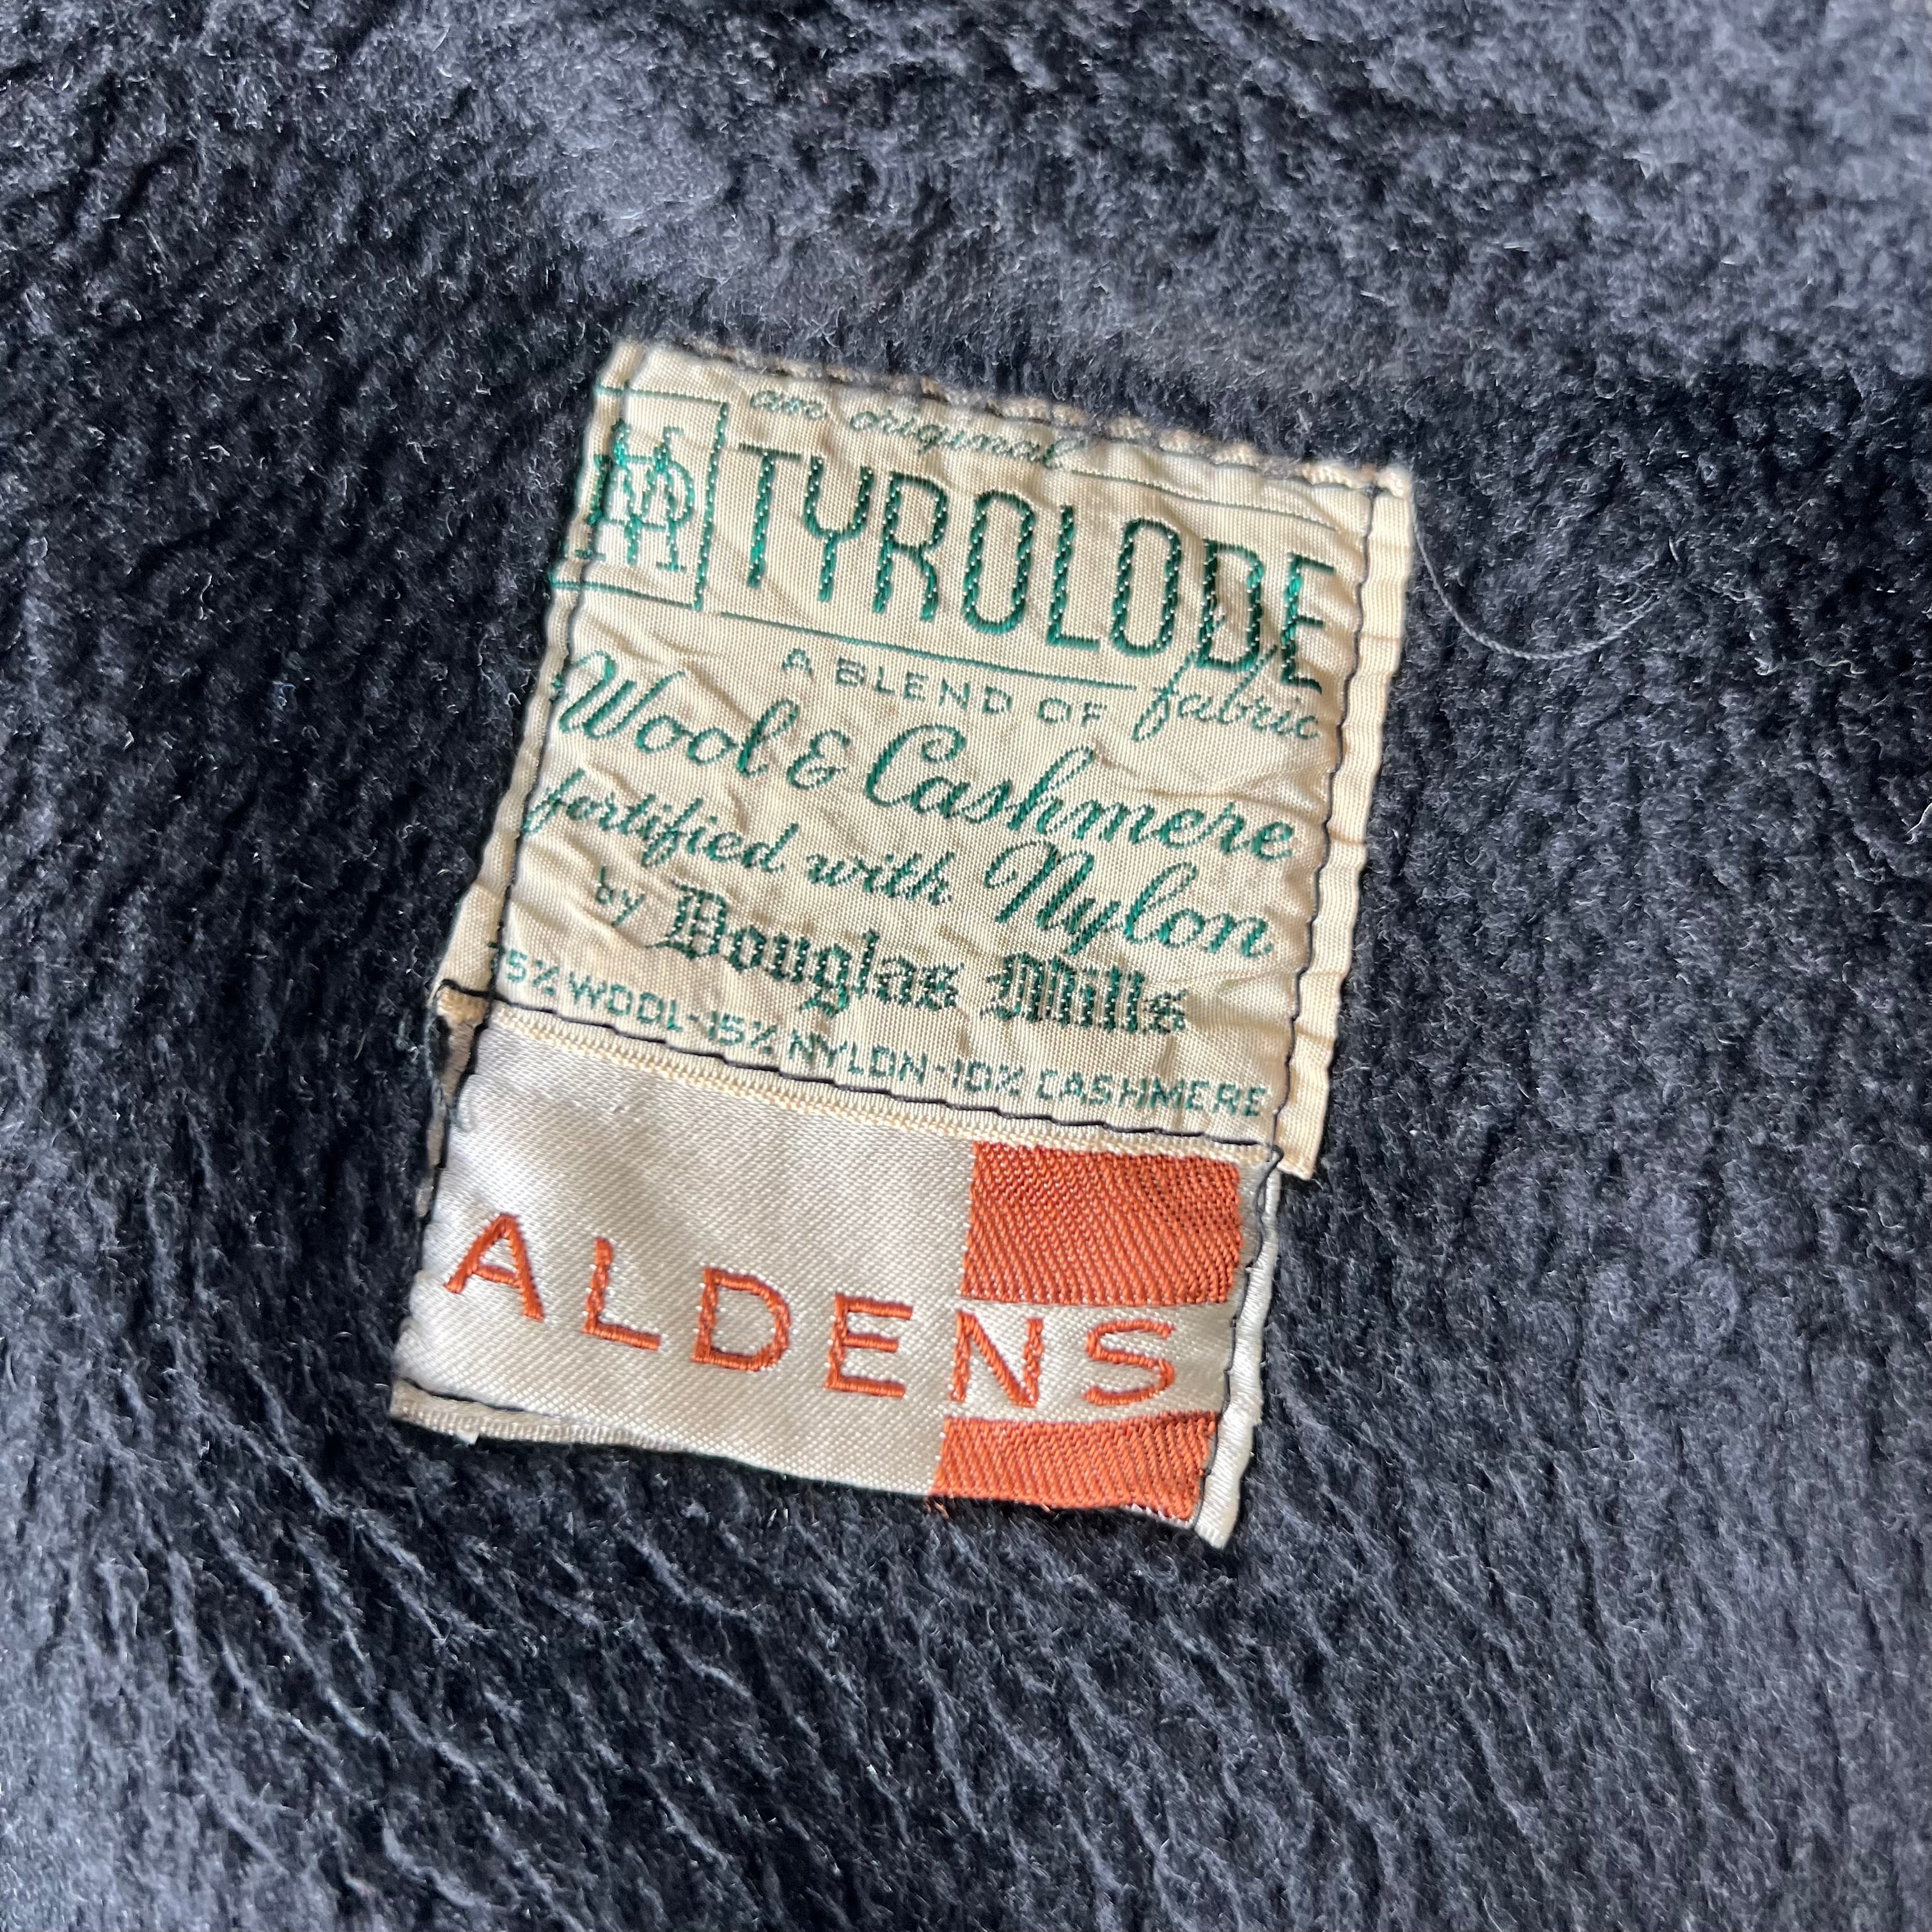 an original
TYROLODE
fabric
A BLEND OF
Wool & Cashmere
fortified with Nylon
by Douglas Mills
75% WOOL-15% NYLON-10% CASHMERE
ALDENS